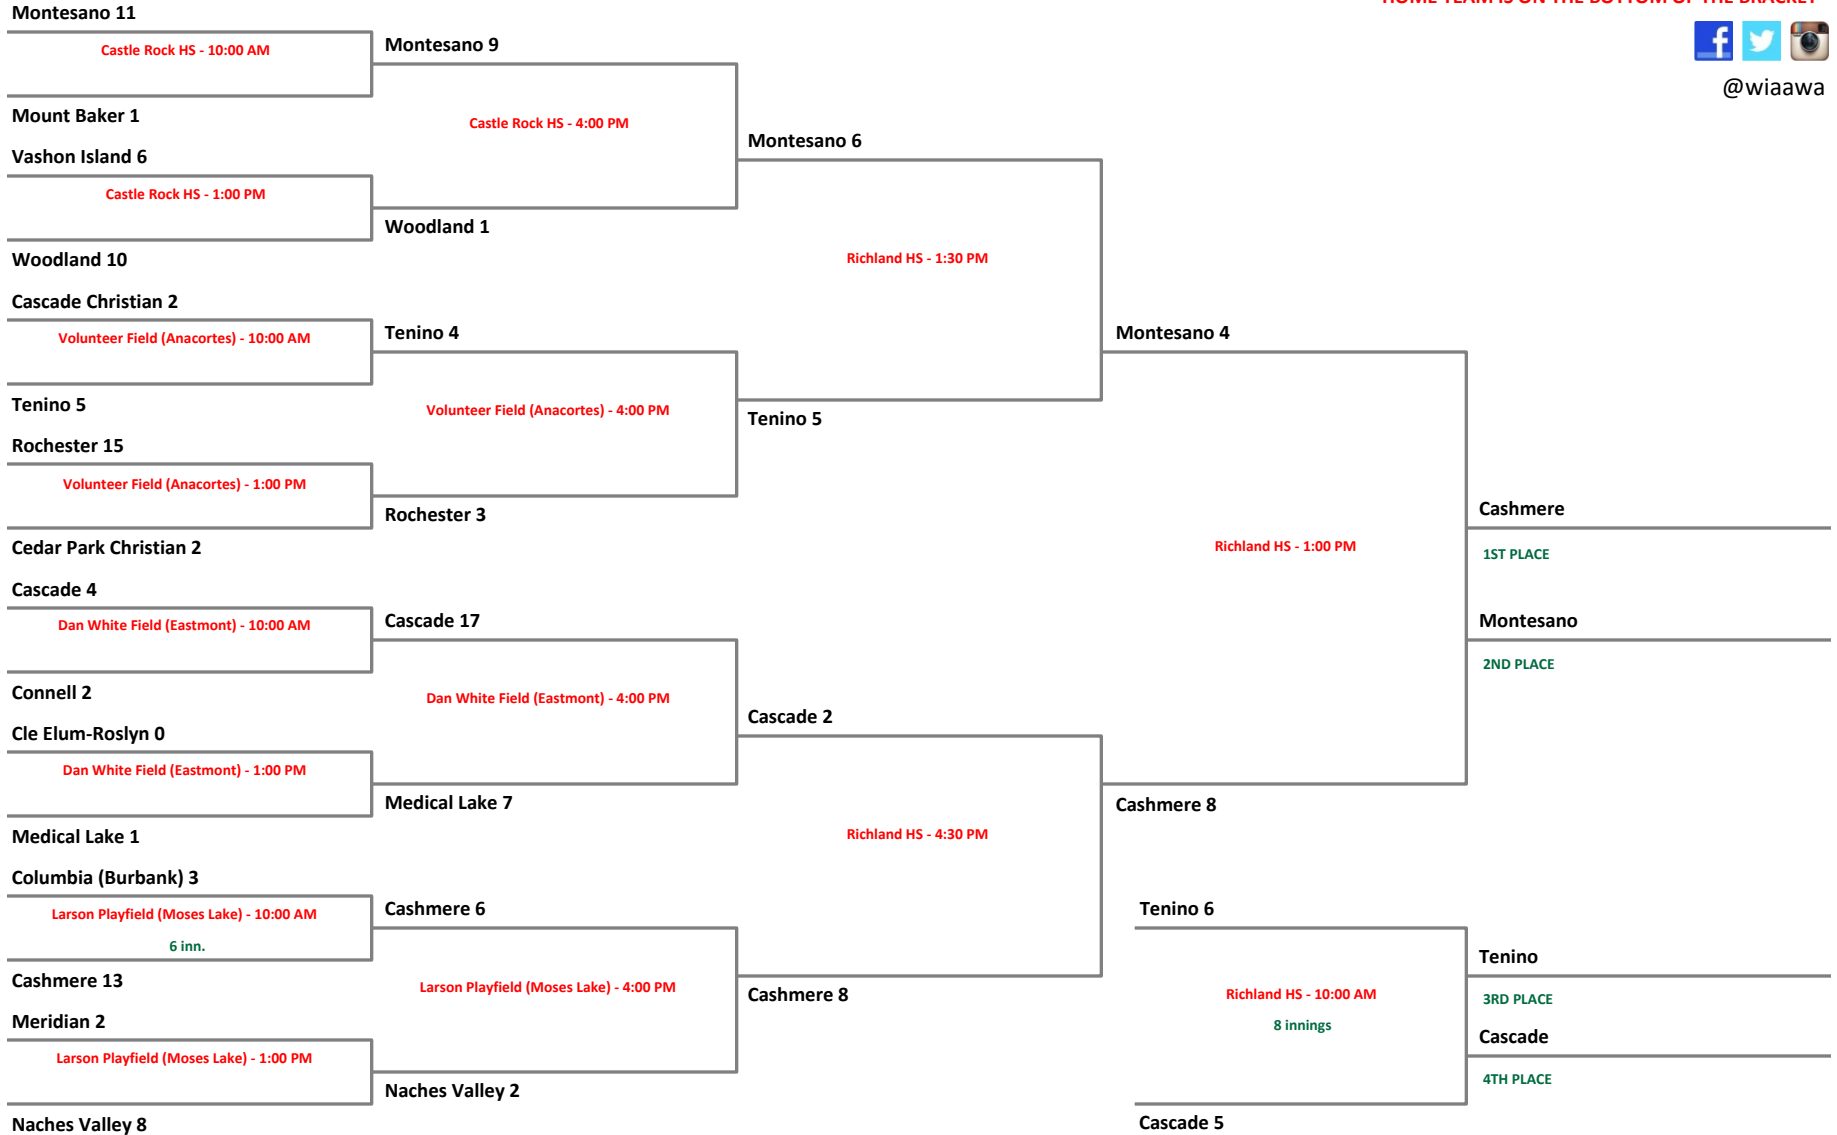 HOME TEAM IS ON THE BOTTOM OF THE BRACKET
@wiaawa
Montesano 11
Castle Rock HS - 10:00 AM
Mount Baker 1
Vashon Island 6
Castle Rock HS - 1:00 PM
Woodland 10
Cascade Christian 2
Volunteer Field (Anacortes) - 10:00 AM
Tenino 5
Rochester 15
Volunteer Field (Anacortes) - 1:00 PM
Cedar Park Christian 2
Cascade 4
Dan White Field (Eastmont) - 10:00 AM
Connell 2
Cle Elum-Roslyn 0
Dan White Field (Eastmont) - 1:00 PM
Medical Lake 1
Columbia (Burbank) 3
Larson Playfield (Moses Lake) - 10:00 AM
6 inn.
Cashmere 13
Meridian 2
Larson Playfield (Moses Lake) - 1:00 PM
Naches Valley 8
Montesano 9
Castle Rock HS - 4:00 PM
Woodland 1
Tenino 4
Volunteer Field (Anacortes) - 4:00 PM
Rochester 3
Cascade 17
Dan White Field (Eastmont) - 4:00 PM
Medical Lake 7
Cashmere 6
Larson Playfield (Moses Lake) - 4:00 PM
Naches Valley 2
Montesano 6
Richland HS - 1:30 PM
Tenino 5
Cascade 2
Richland HS - 4:30 PM
Cashmere 8
Montesano 4
Richland HS - 1:00 PM
Cashmere 8
Tenino 6
Richland HS - 10:00 AM
8 innings
Cascade 5
Cashmere
1ST PLACE
Montesano
2ND PLACE
Tenino
3RD PLACE
Cascade
4TH PLACE